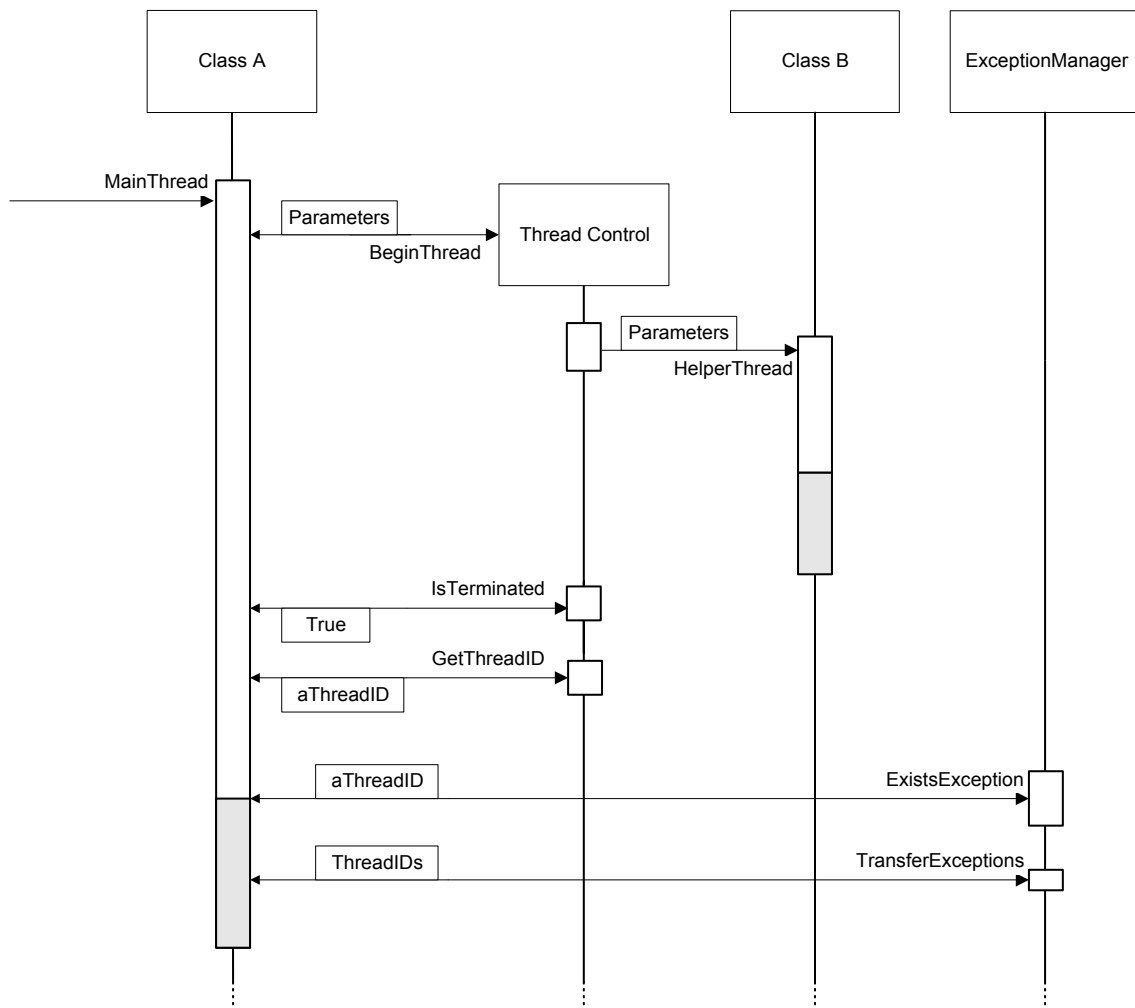 Class A
Class B
ExceptionManager
MainThread
Parameters
Thread Control
BeginThread
Parameters
HelperThread
IsTerminated
True
GetThreadID
aThreadID
aThreadID
ExistsException
ThreadIDs
TransferExceptions